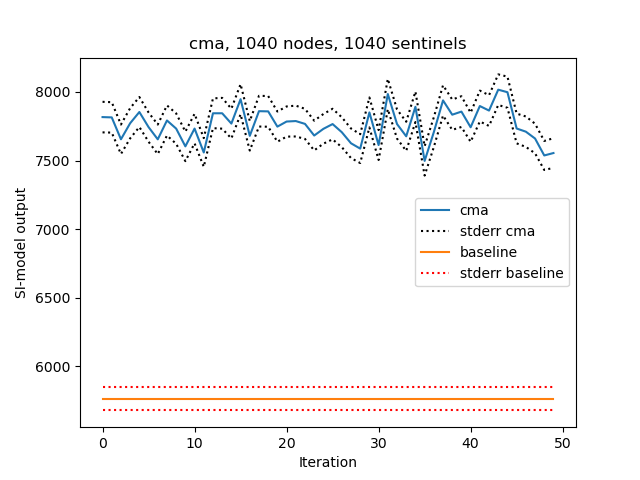 cma, 1040 nodes, 1040 sentinels
SI-model output
8000
7500
7000
6500
6000
cma
stderr cma
baseline
stderr baseline
0 10 20 30 40 50
Iteration